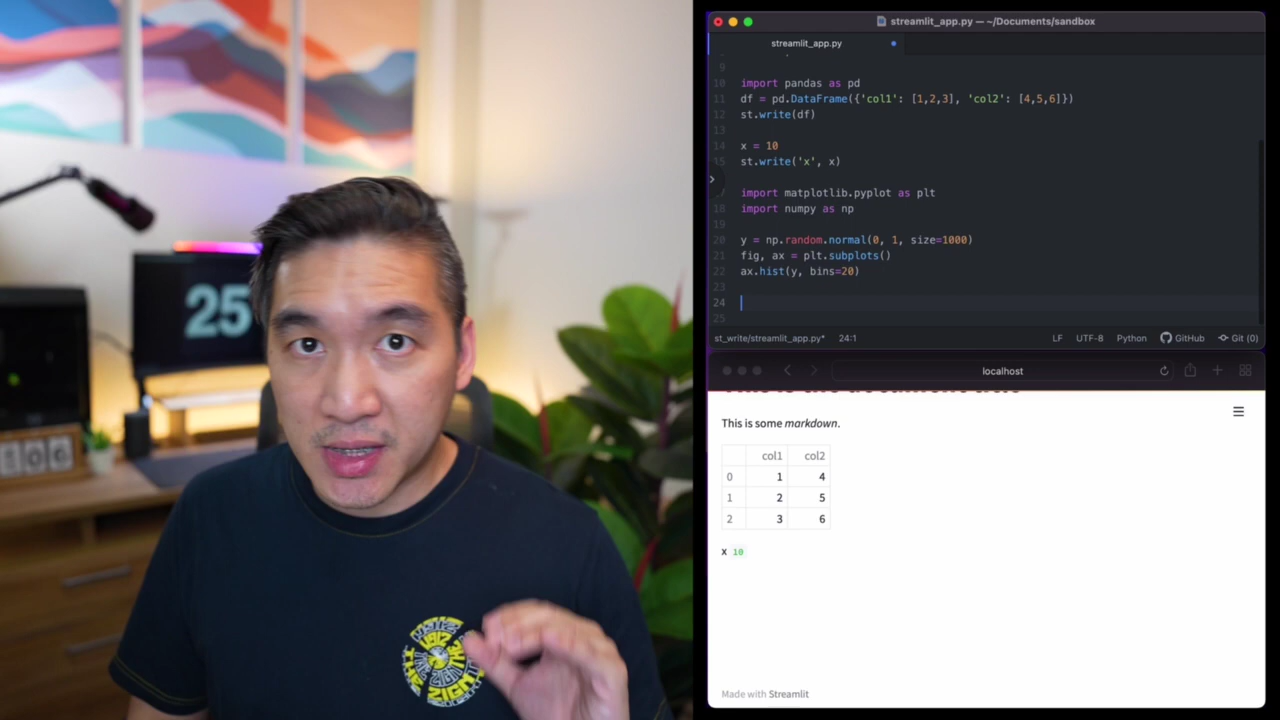 25
06
streamlit_app.py — ~/Documents/sandbox
streamlit_app.py
9
10 import pandas as pd
11 df = pd.DataFrame({'col1': [1,2,3], 'col2': [4,5,6]})
12 st.write(df)
13
14 x = 10
15 st.write('x', x)
17 import matplotlib.pyplot as plt
18 import numpy as np
19
20 y = np.random.normal(0, 1, size=1000)
21 fig, ax = plt.subplots()
22 ax.hist(y, bins=20)
23
24
25
st_write/streamlit_app.py* 24:1 LF UTF-8 Python GitHub Git (0)
localhost
This is some markdown.
col1 col2
0 1 4
1 2 5
2 3 6
x 10
Made with Streamlit